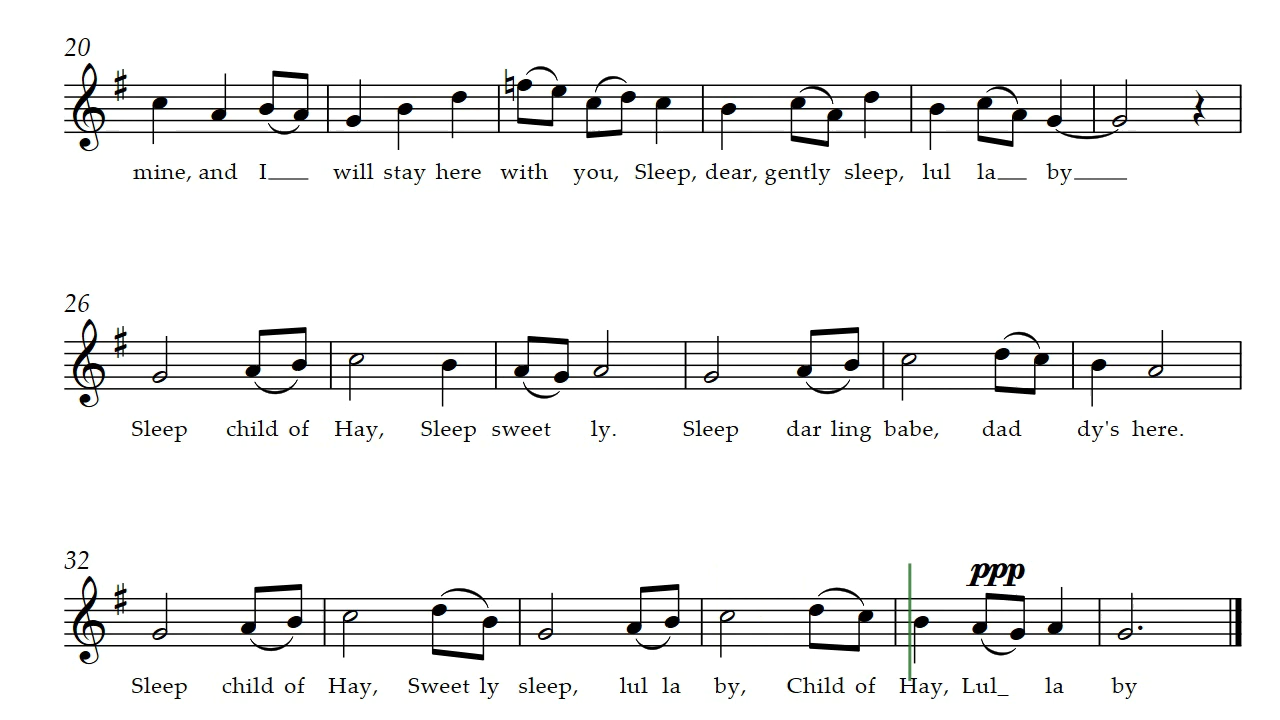 20
mine, and I___ will stay here with you, Sleep, dear, gently sleep, lul la__ by____
26
Sleep child of Hay, Sleep sweet ly. Sleep dar ling babe, dad dy's here.
32
ppp
Sleep child of Hay, Sweet ly sleep, lul la by, Child of Hay, Lul_ la by